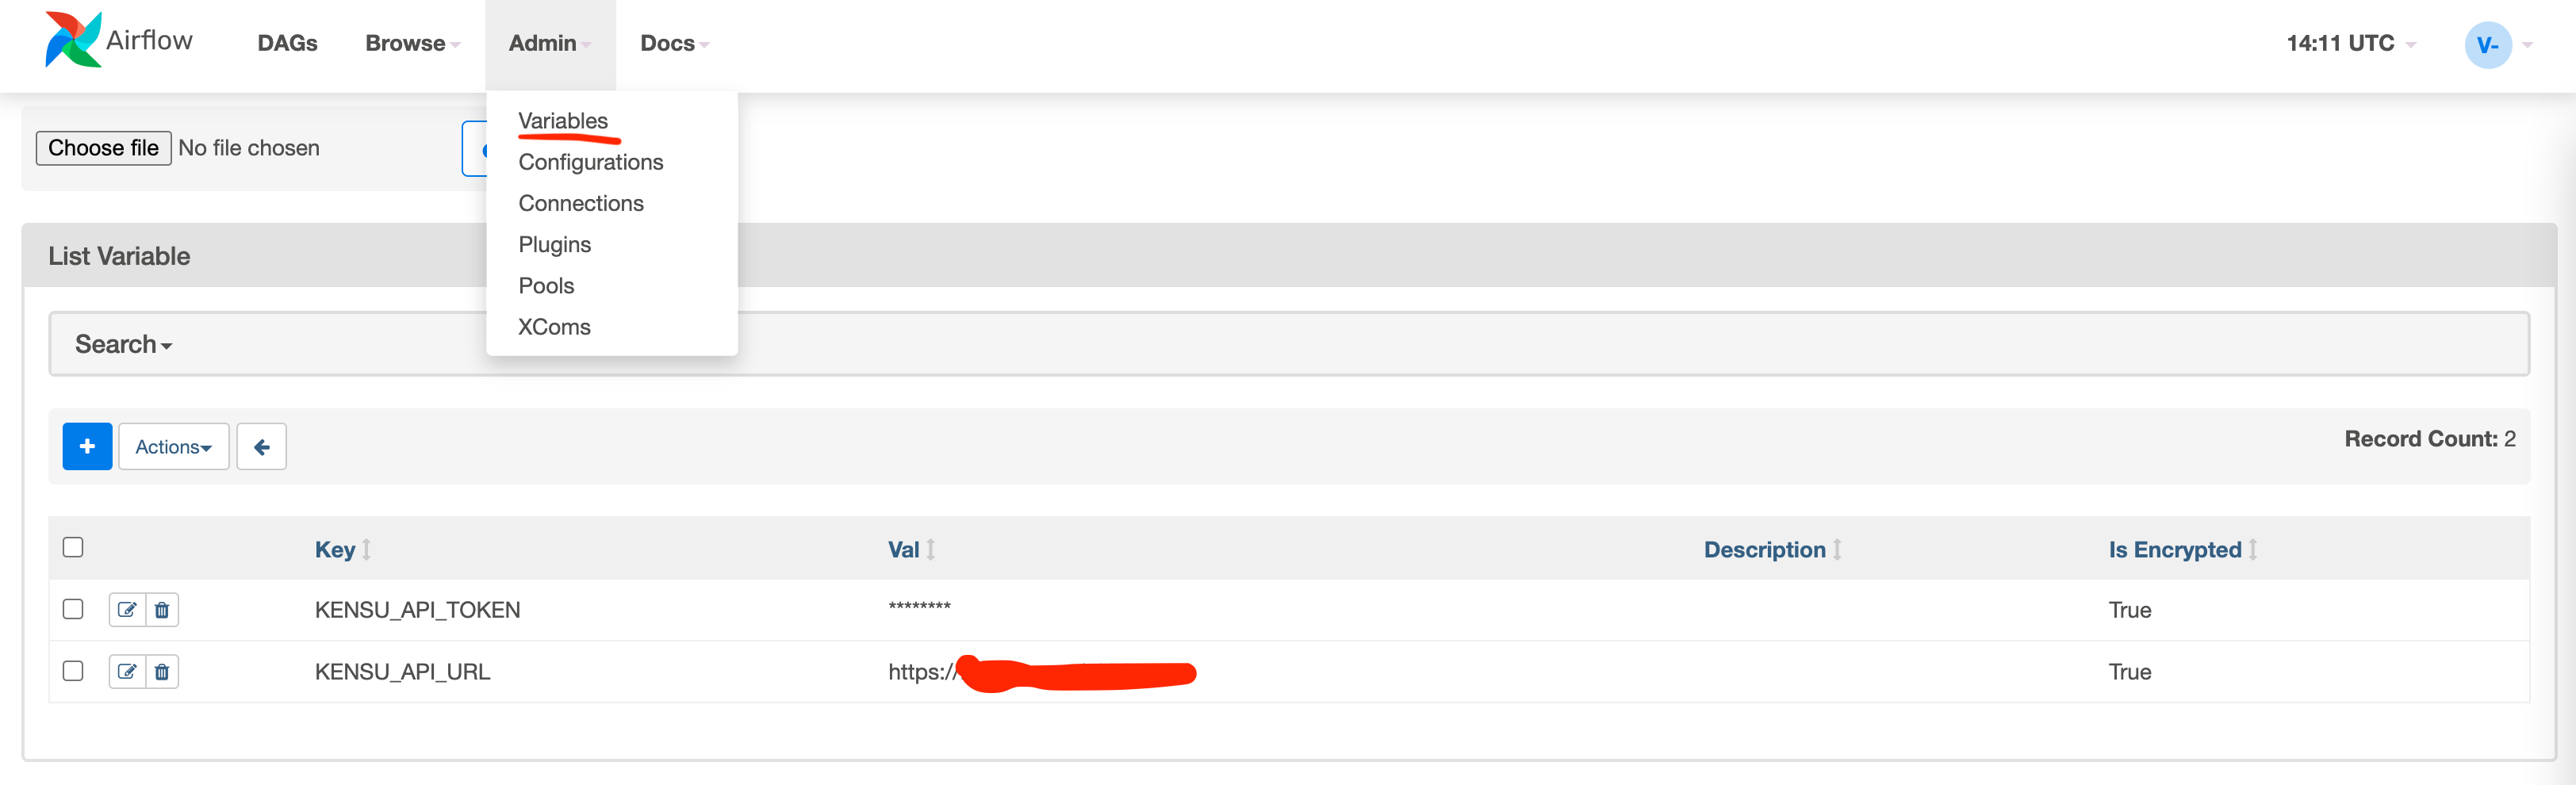 Airflow DAGs Browse Admin Docs 14:11 UTC V-
Variables
Configurations
Connections
Plugins
Pools
XComs
Choose file No file chosen
List Variable
Search
+ Actions Record Count: 2
Key Val Description Is Encrypted
KENSU_API_TOKEN ******** True
KENSU_API_URL https:// True